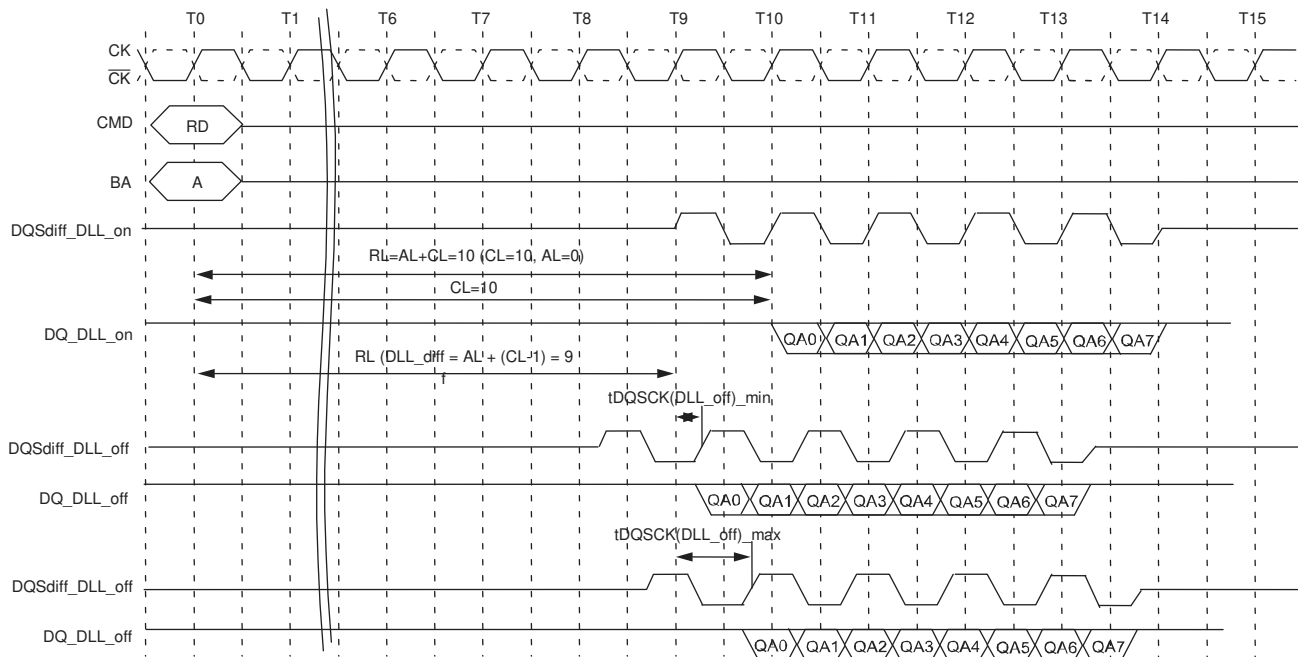 T0 T1 T6 T7 T8 T9 T10 T11 T12 T13 T14 T15
CK
CK
CMD RD
BA A
DQSdiff_DLL_on
RL=AL+CL=10 (CL=10, AL=0)
CL=10
DQ_DLL_on QA0 QA1 QA2 QA3 QA4 QA5 QA6 QA7
RL (DLL_diff = AL + (CL-1) = 9
f
tDQSCK(DLL_off)_min
DQSdiff_DLL_off
DQ_DLL_off QA0 QA1 QA2 QA3 QA4 QA5 QA6 QA7
tDQSCK(DLL_off)_max
DQSdiff_DLL_off
DQ_DLL_off QA0 QA1 QA2 QA3 QA4 QA5 QA6 QA7